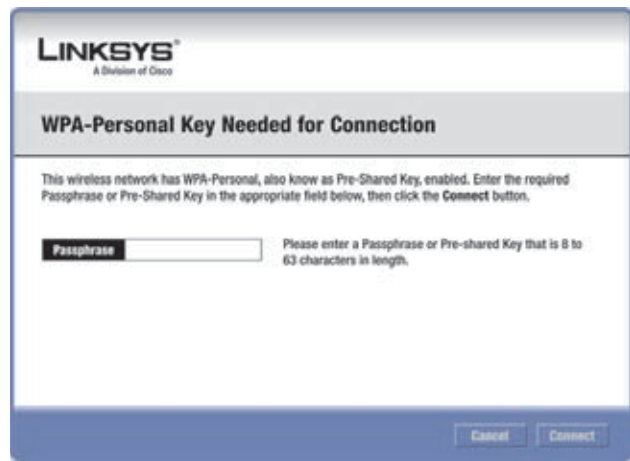 LINKSYS®
A Division of Cisco
WPA-Personal Key Needed for Connection
This wireless network has WPA-Personal, also know as Pre-Shared Key, enabled. Enter the required
Passphrase or Pre-Shared Key in the appropriate field below, then click the Connect button.
Passphrase
Please enter a Passphrase or Pre-shared Key that is 8 to
63 characters in length.
Cancel
Connect